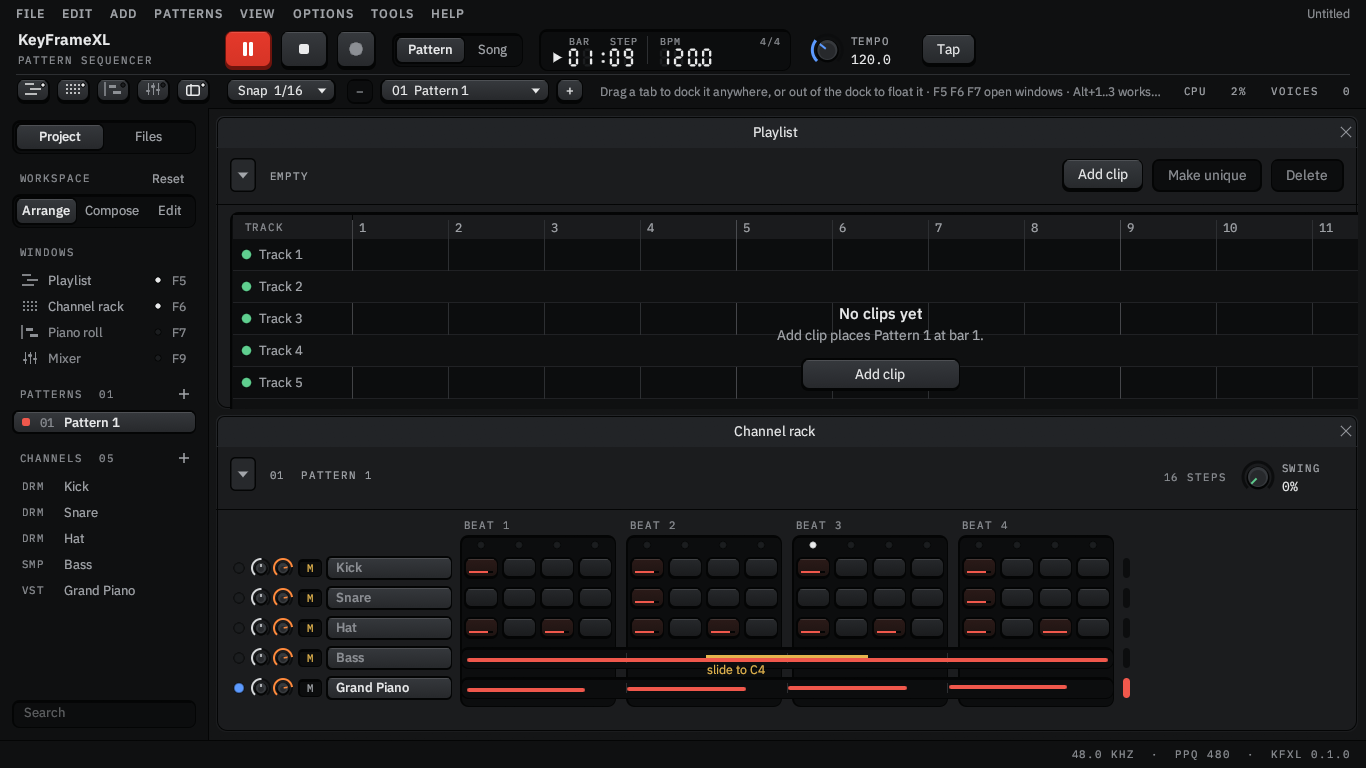 FILE EDIT ADD PATTERNS VIEW OPTIONS TOOLS HELP Untitled
KeyFrameXL
PATTERN SEQUENCER
Pattern Song
BAR STEP BPM 4/4
01:09 120.0
TEMPO
120.0
Tap
Snap 1/16 − 01 Pattern 1 + Drag a tab to dock it anywhere, or out of the dock to float it · F5 F6 F7 open windows · Alt+1..3 works... CPU 2% VOICES 0
Project Files
WORKSPACE Reset
Arrange Compose Edit
WINDOWS
Playlist F5
Channel rack F6
Piano roll F7
Mixer F9
PATTERNS 01 +
01 Pattern 1
CHANNELS 05 +
DRM Kick
DRM Snare
DRM Hat
SMP Bass
VST Grand Piano
Search
Playlist
EMPTY Add clip Make unique Delete
TRACK 1 2 3 4 5 6 7 8 9 10 11
Track 1
Track 2
Track 3
Track 4
Track 5
No clips yet
Add clip places Pattern 1 at bar 1.
Add clip
Channel rack
01 PATTERN 1 16 STEPS SWING
0%
BEAT 1 BEAT 2 BEAT 3 BEAT 4
M Kick
M Snare
M Hat
M Bass
slide to C4
M Grand Piano
48.0 KHZ · PPQ 480 · KFXL 0.1.0